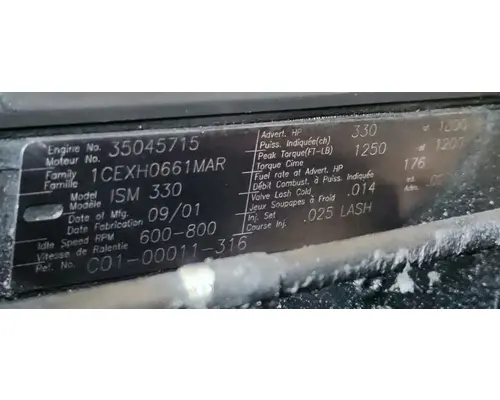 Engine No. 35045715
Moteur No.
Family 1CEXH0661MAR
Famille
Model ISM 330
Modèle
Date of Mfg. 09/01
Date Fabrication
Idle Speed RPM 600-800
Vitesse de Ralentie
Ref. No. C01-00011-316
Advert. HP 330
Puiss. Indiquée(ch)
Peak Torque(FT-LB) 1250
Torque Cime
Fuel rate at Advert. HP 176
Débit Combust. à Puiss. Indiquée
Valve Lash Cold .014
Jeux Soupapes à Froid
Inj. Set .025 LASH
Course Inj.